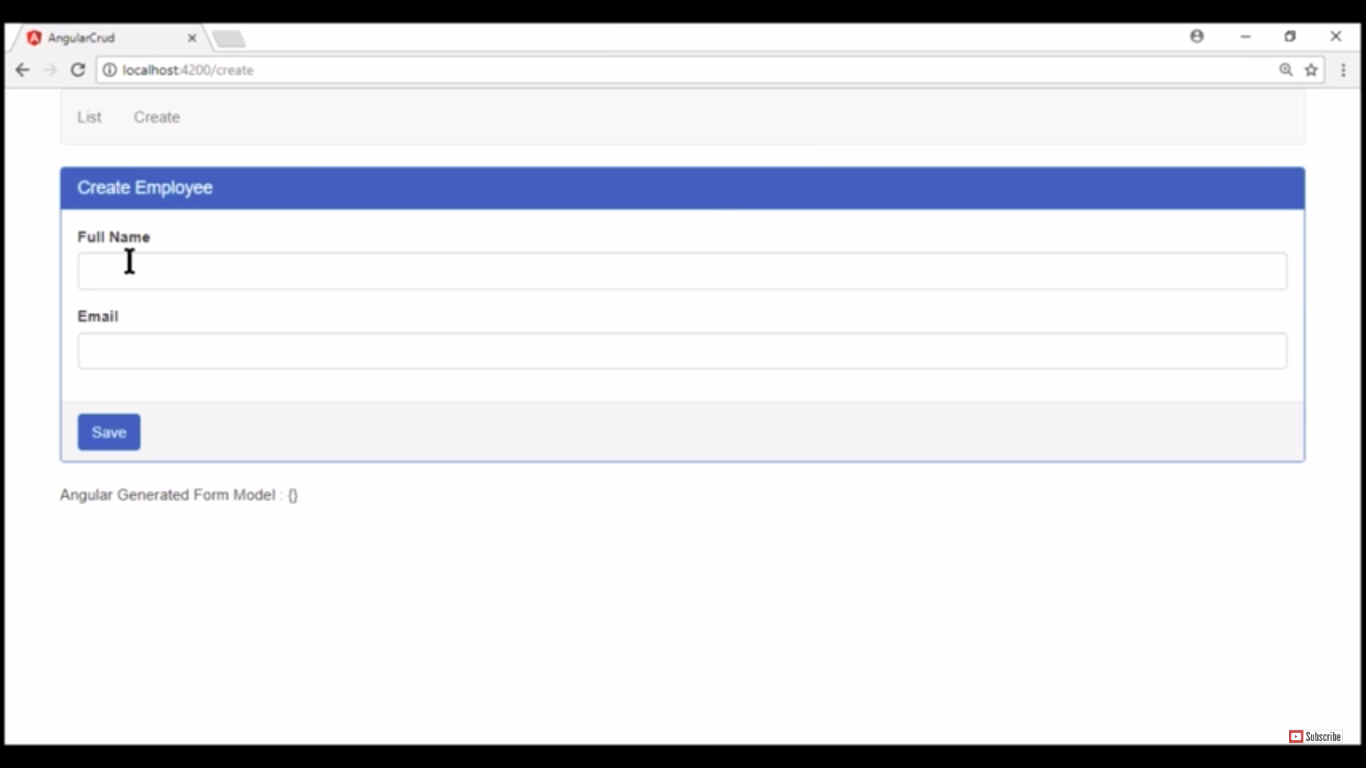 AngularCrud
localhost:4200/create
List Create
Create Employee
Full Name
Email
Save
Angular Generated Form Model : {}
Subscribe